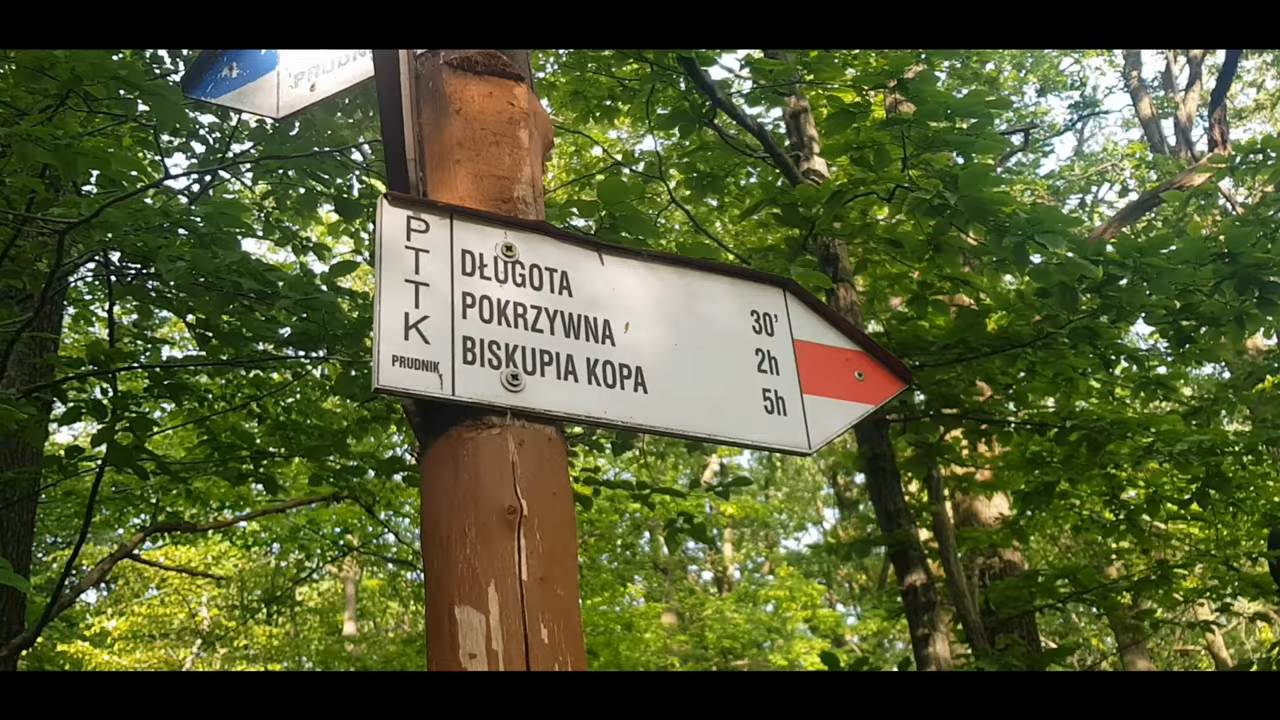 PRUDNIK
PTTK
PRUDNIK
DŁUGOTA 30'
POKRZYWNA 2h
BISKUPIA KOPA 5h